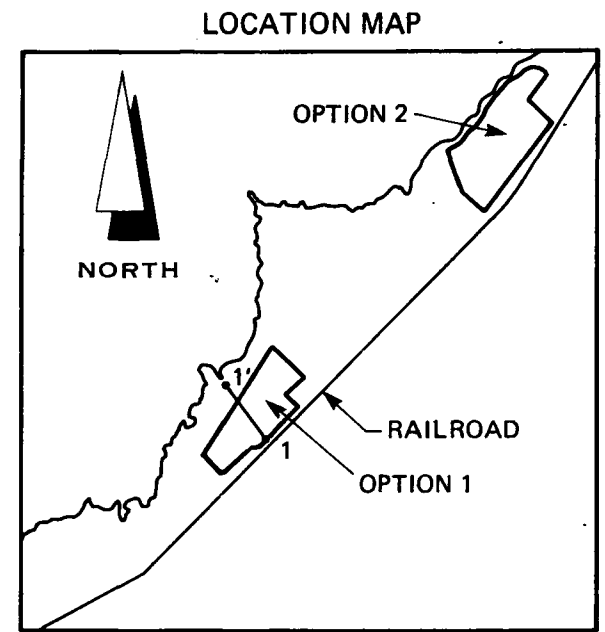 LOCATION MAP
OPTION 2
NORTH
1'
RAILROAD
1
OPTION 1